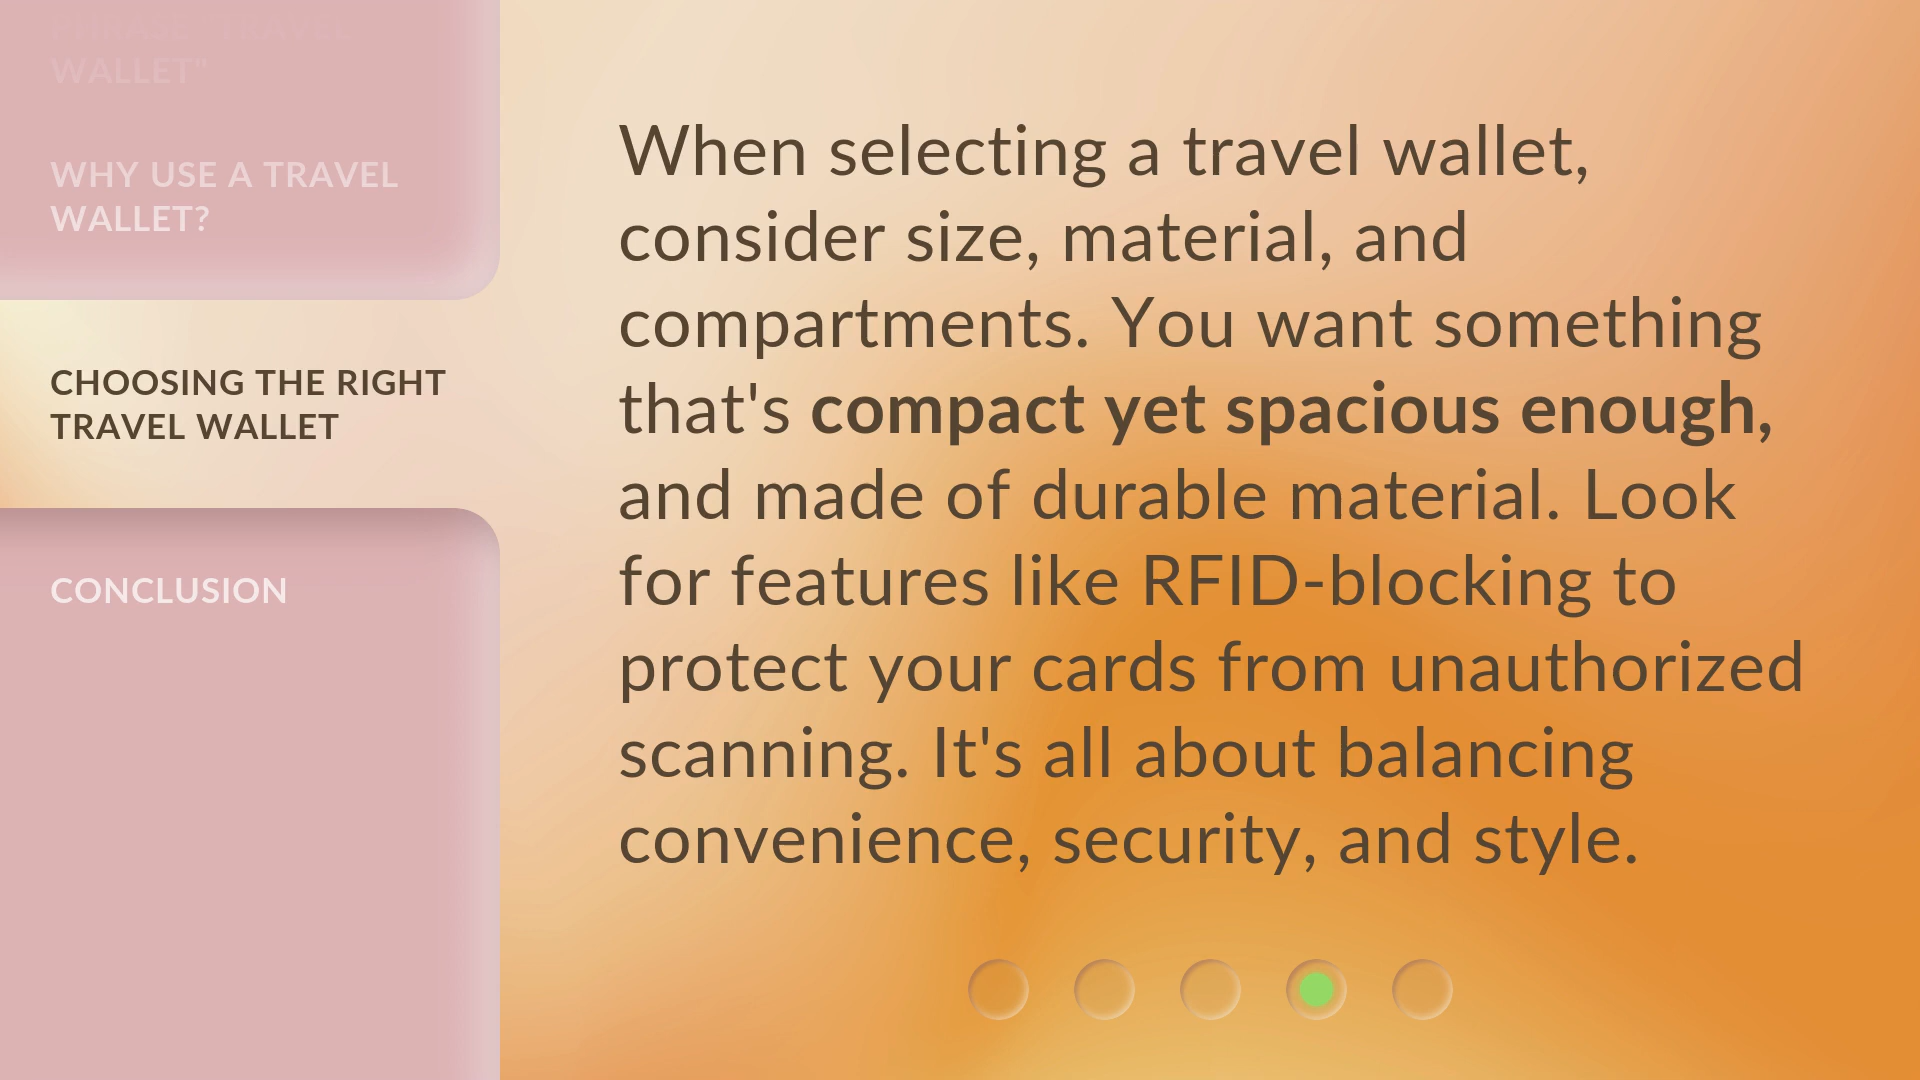 PHRASE "TRAVEL
WALLET"
WHY USE A TRAVEL
WALLET?
CHOOSING THE RIGHT
TRAVEL WALLET
CONCLUSION
When selecting a travel wallet,
consider size, material, and
compartments. You want something
that's compact yet spacious enough,
and made of durable material. Look
for features like RFID-blocking to
protect your cards from unauthorized
scanning. It's all about balancing
convenience, security, and style.